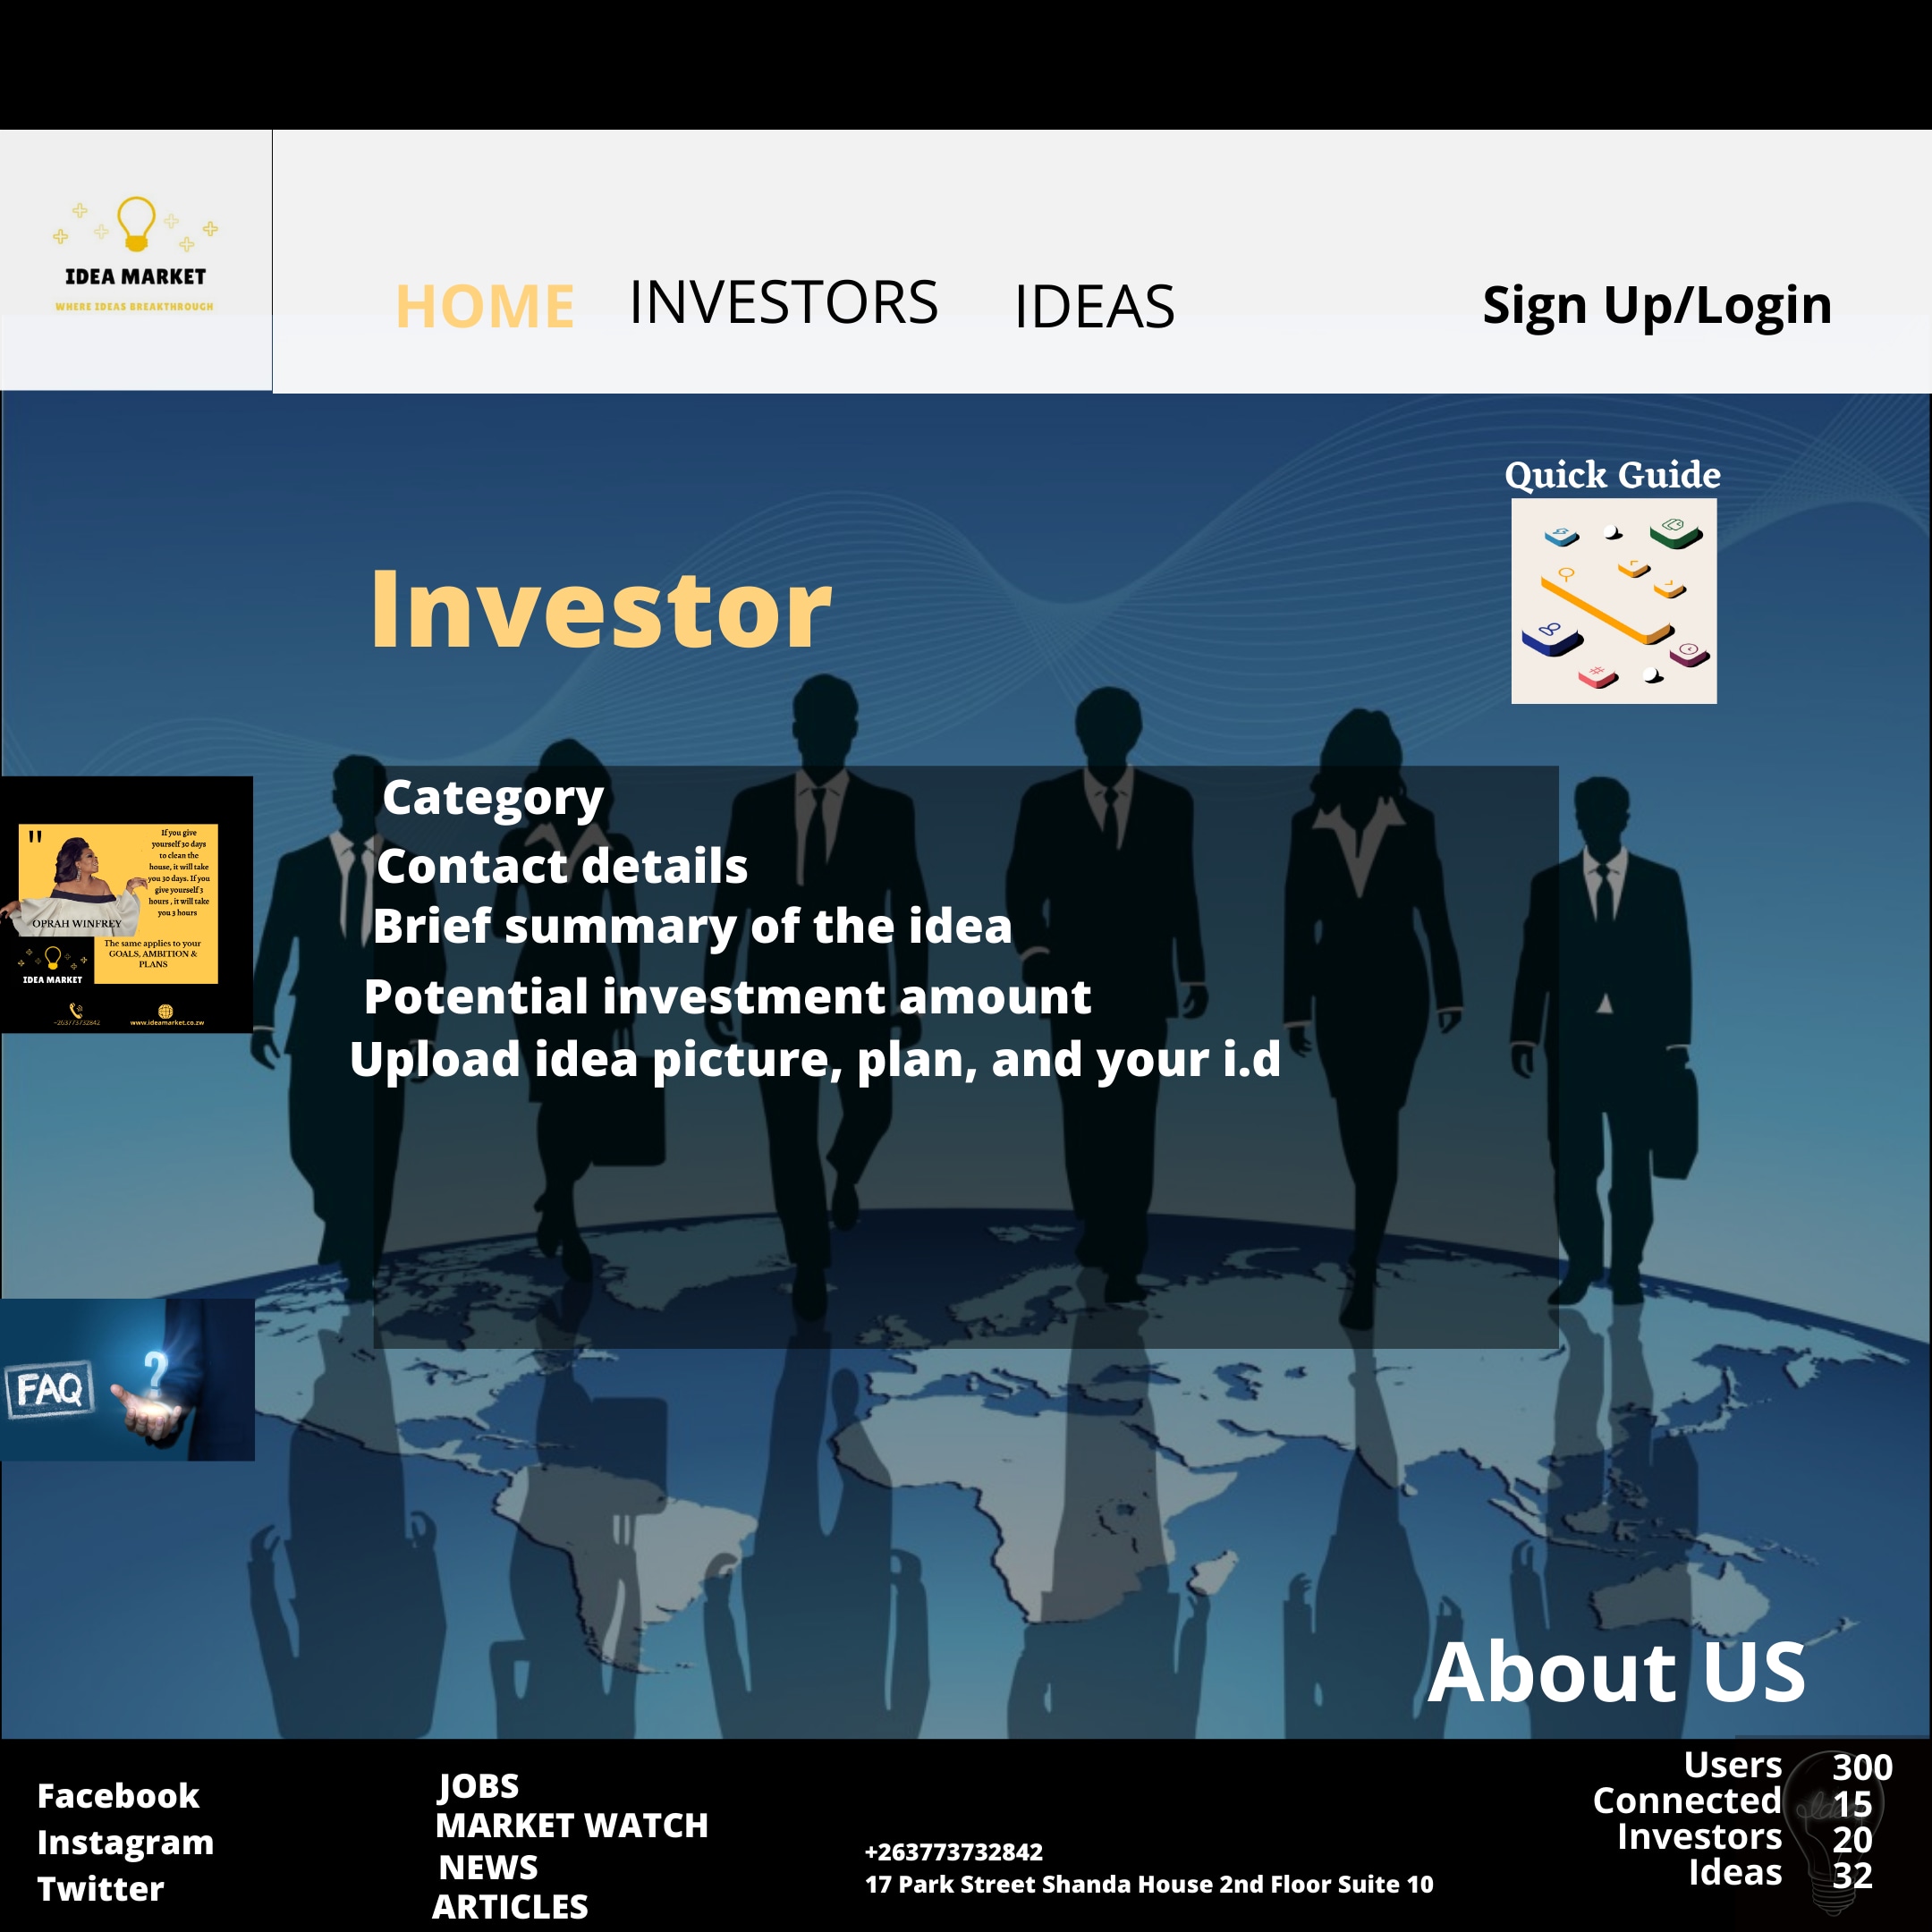 IDEA MARKET
WHERE IDEAS BREAKTHROUGH
HOME INVESTORS IDEAS Sign Up/Login
Quick Guide
Investor
Category
Contact details
Brief summary of the idea
Potential investment amount
Upload idea picture, plan, and your i.d
"
If you give
yourself 30 days
to clean the
house, it will take
you 30 days. If you
give yourself 3
hours , it will take
you 3 hours
OPRAH WINFREY
The same applies to your
GOALS, AMBITION &
PLANS
IDEA MARKET
+263773732842 www.ideamarket.co.zw
FAQ ?
About US
Facebook
Instagram
Twitter
JOBS
MARKET WATCH
NEWS
ARTICLES
+263773732842
17 Park Street Shanda House 2nd Floor Suite 10
Users 300
Connected 15
Investors 20
Ideas 32